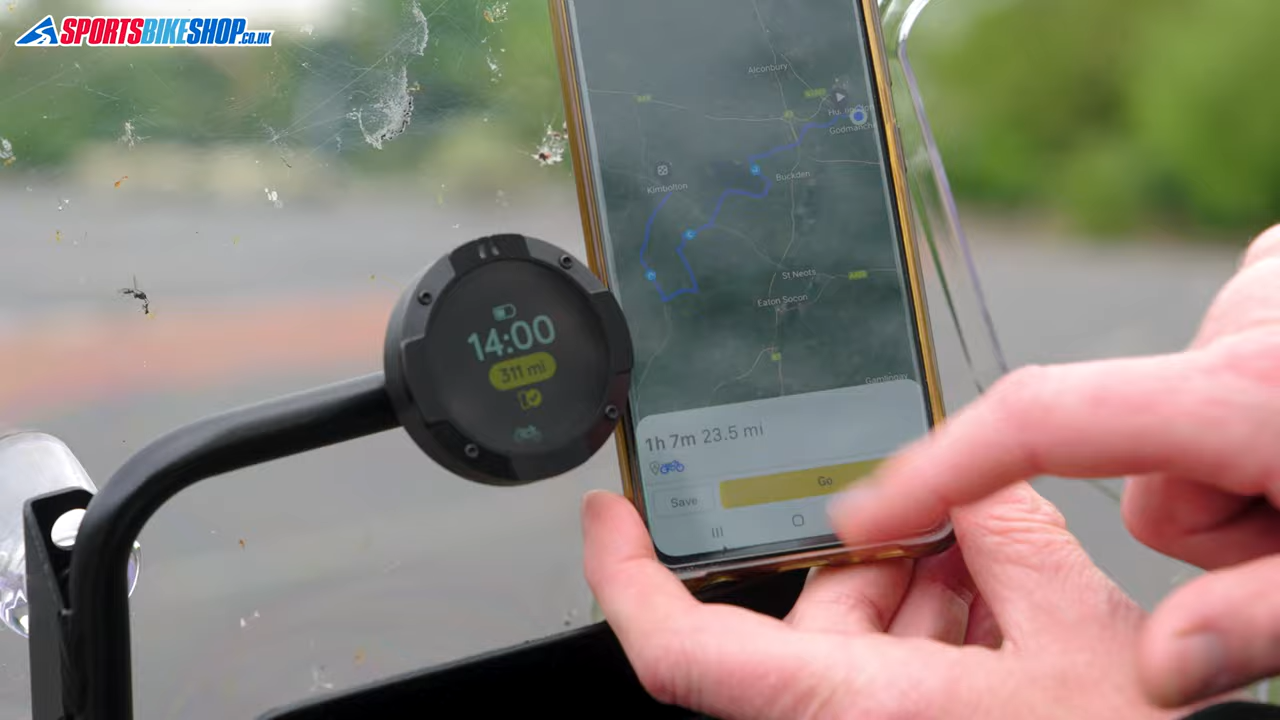 SPORTSBIKESHOP.CO.UK
Alconbury
Buckden
Kimbolton
St Neots
Eaton Socon
14:00
311 mi
1h 7m 23.5 mi
Go
Save